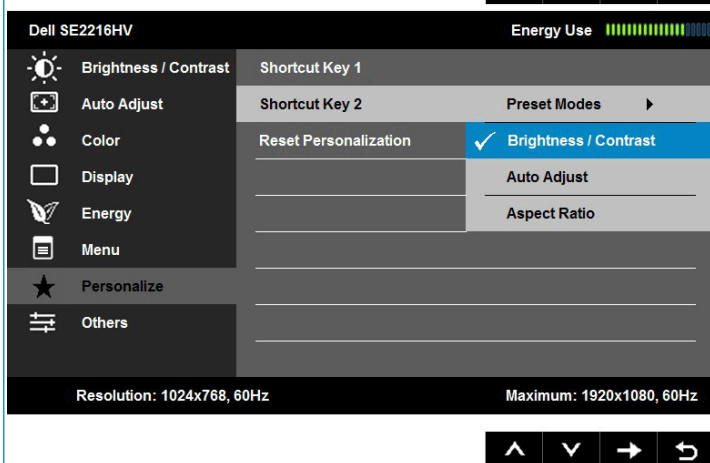 Dell SE2216HV Energy Use
Brightness / Contrast Shortcut Key 1
Auto Adjust Shortcut Key 2 Preset Modes
Color Reset Personalization Brightness / Contrast
Display Auto Adjust
Energy Aspect Ratio
Menu
Personalize
Others
Resolution: 1024x768, 60Hz Maximum: 1920x1080, 60Hz